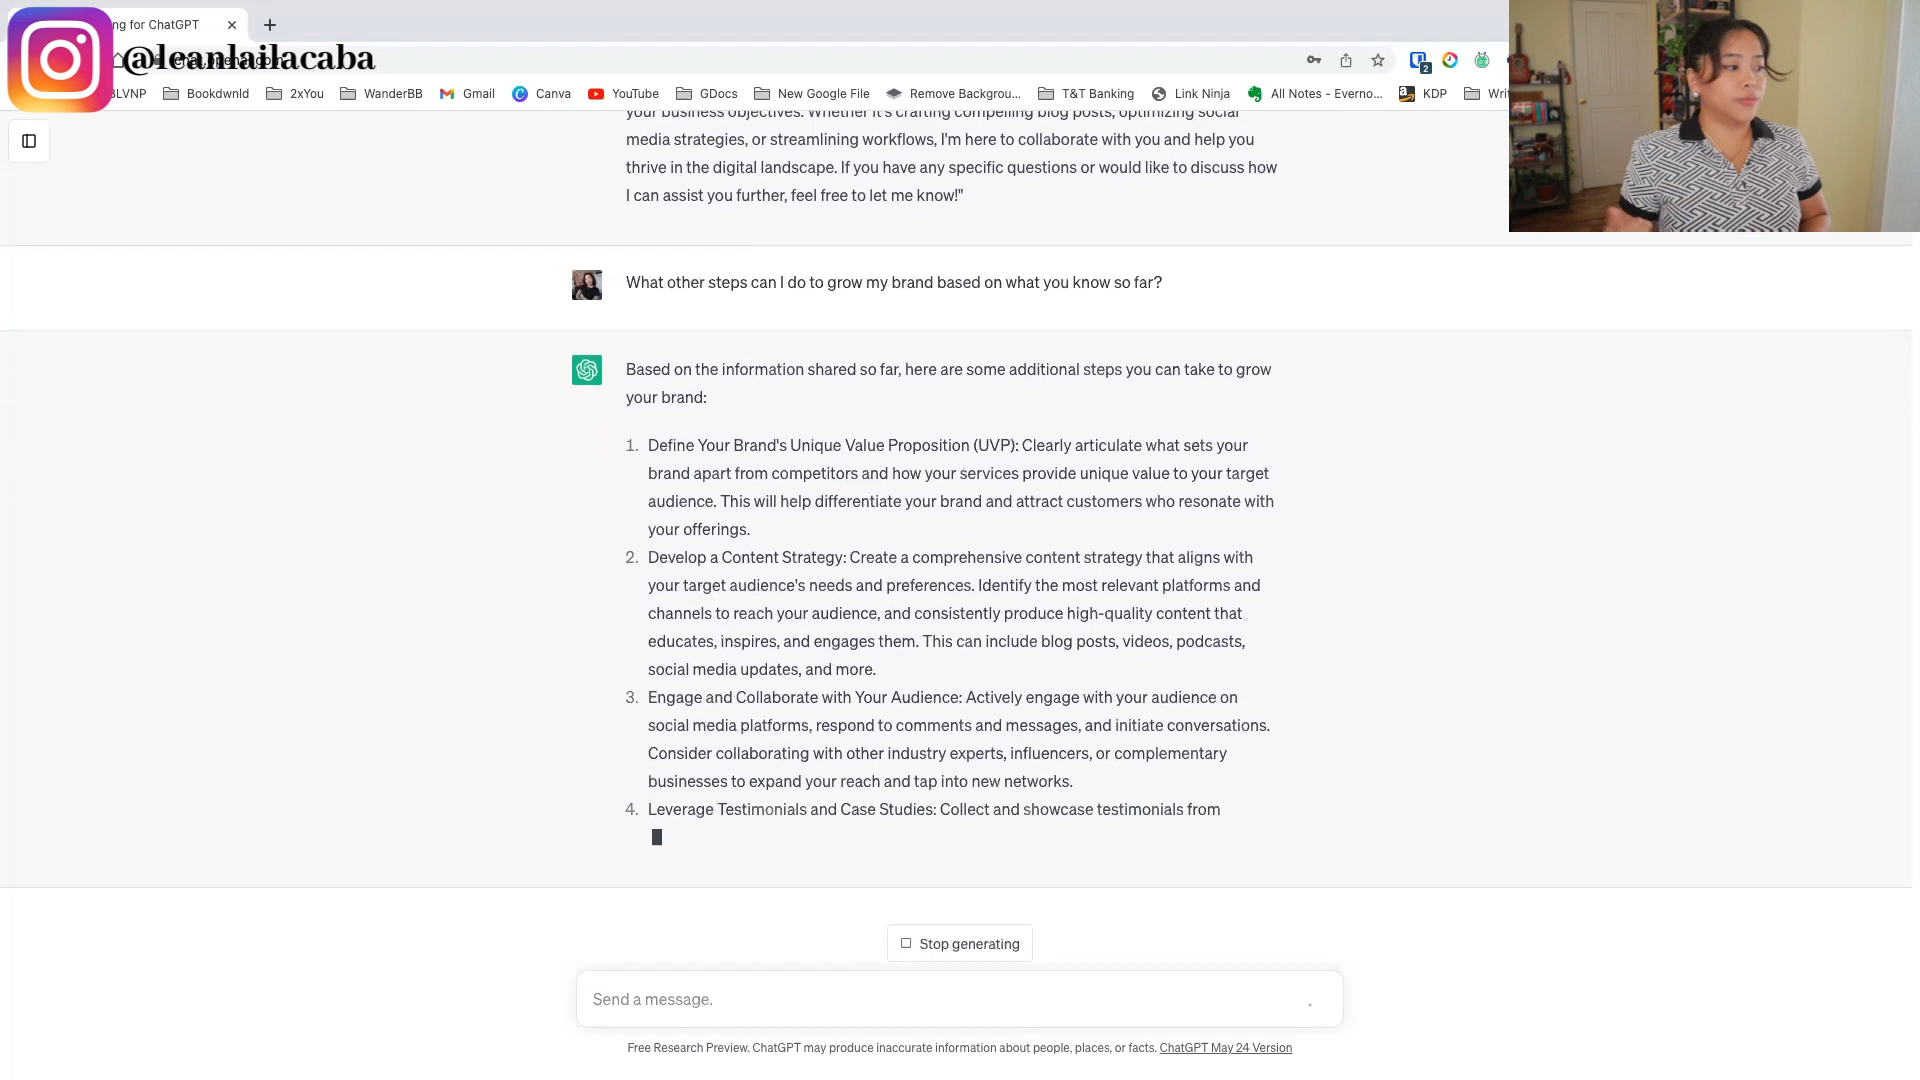 ng for ChatGPT
@leanlailacaba
2
BLVNP
Bookdwnld
2xYou
WanderBB
Gmail
Canva
YouTube
GDocs
New Google File
Remove Backgrou...
T&T Banking
Link Ninja
All Notes - Everno...
KDP
Wri
your business objectives. Whether it's crafting compelling blog posts, optimizing social
media strategies, or streamlining workflows, I'm here to collaborate with you and help you
thrive in the digital landscape. If you have any specific questions or would like to discuss how
I can assist you further, feel free to let me know!"
What other steps can I do to grow my brand based on what you know so far?
Based on the information shared so far, here are some additional steps you can take to grow
your brand:
1. Define Your Brand's Unique Value Proposition (UVP): Clearly articulate what sets your
brand apart from competitors and how your services provide unique value to your target
audience. This will help differentiate your brand and attract customers who resonate with
your offerings.
2. Develop a Content Strategy: Create a comprehensive content strategy that aligns with
your target audience's needs and preferences. Identify the most relevant platforms and
channels to reach your audience, and consistently produce high-quality content that
educates, inspires, and engages them. This can include blog posts, videos, podcasts,
social media updates, and more.
3. Engage and Collaborate with Your Audience: Actively engage with your audience on
social media platforms, respond to comments and messages, and initiate conversations.
Consider collaborating with other industry experts, influencers, or complementary
businesses to expand your reach and tap into new networks.
4. Leverage Testimonials and Case Studies: Collect and showcase testimonials from
Stop generating
Send a message.
Free Research Preview. ChatGPT may produce inaccurate information about people, places, or facts. ChatGPT May 24 Version